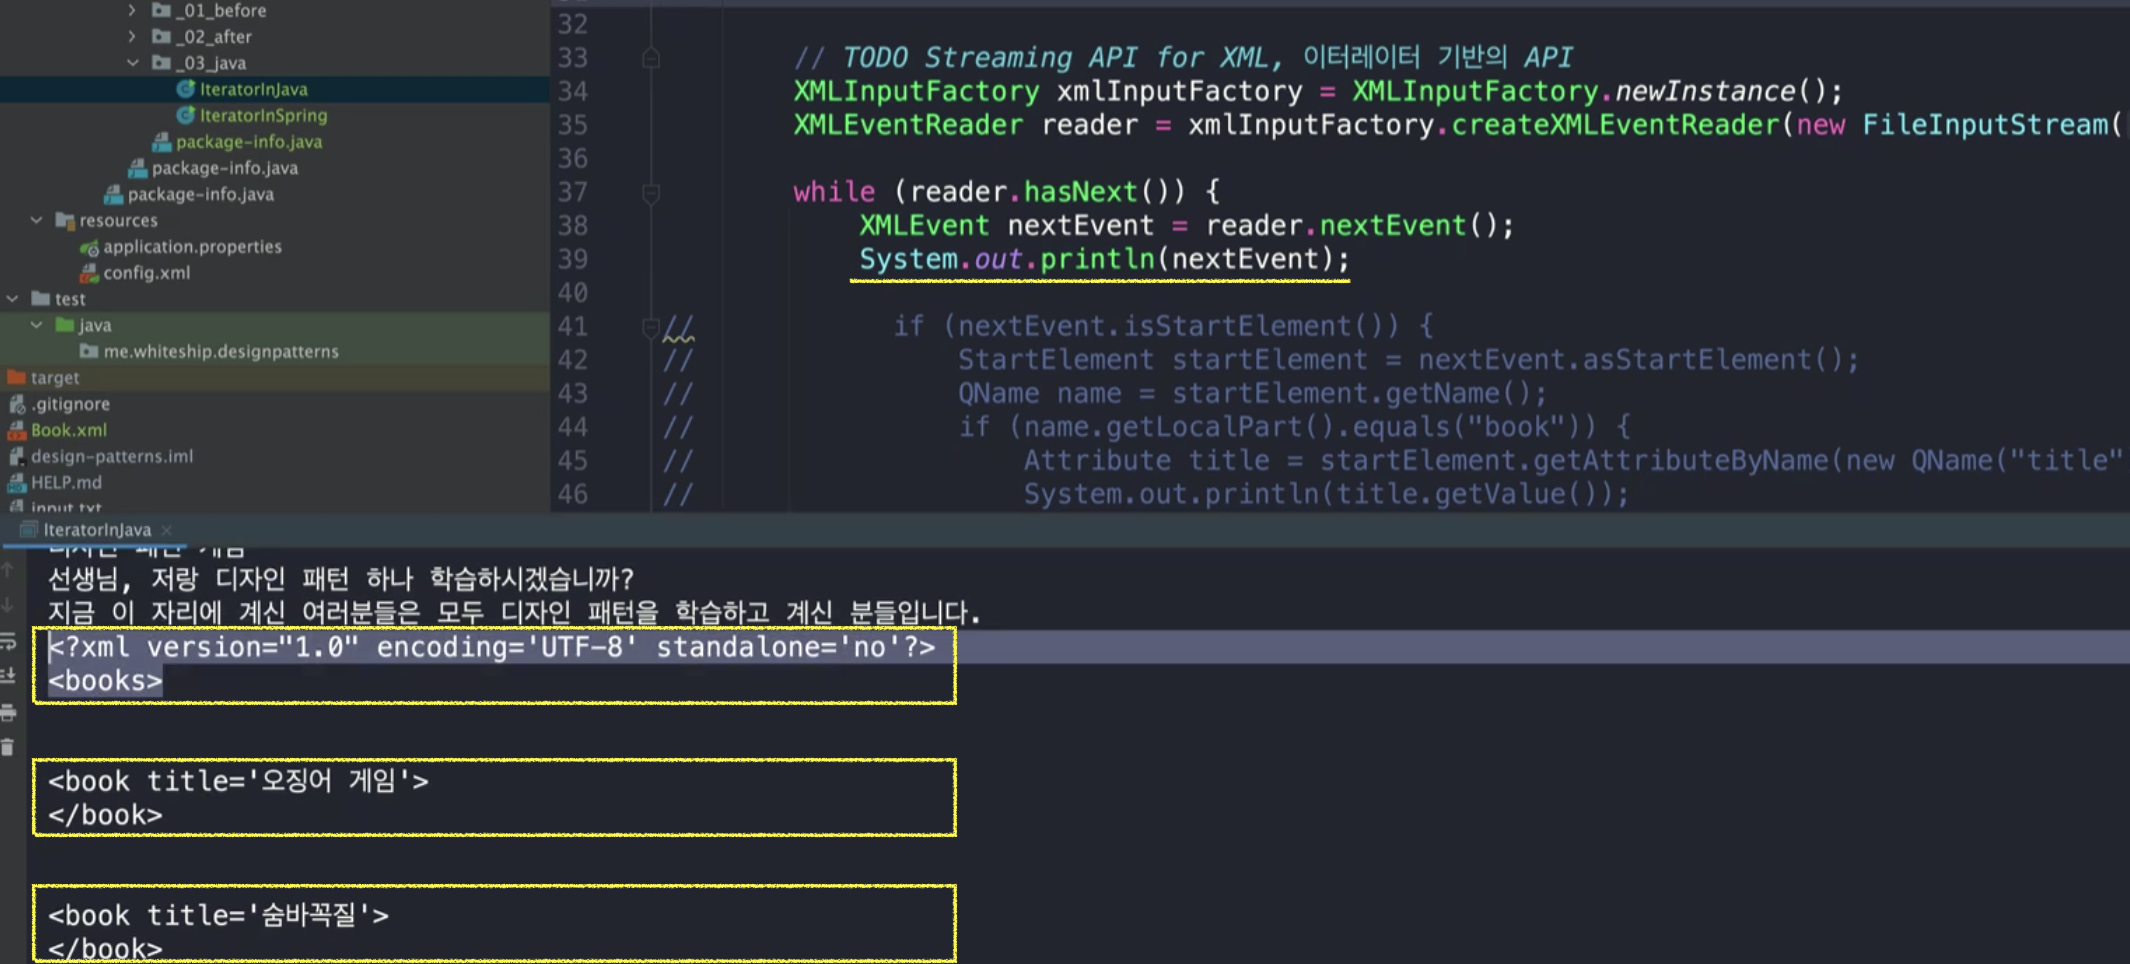 _01_before
_02_after
_03_java
IteratorInJava
IteratorInSpring
package-info.java
package-info.java
package-info.java
resources
application.properties
config.xml
test
java
me.whiteship.designpatterns
target
.gitignore
Book.xml
design-patterns.iml
HELP.md
input.txt
32
33 // TODO Streaming API for XML, 이터레이터 기반의 API
34 XMLInputFactory xmlInputFactory = XMLInputFactory.newInstance();
35 XMLEventReader reader = xmlInputFactory.createXMLEventReader(new FileInputStream(
36
37 while (reader.hasNext()) {
38 XMLEvent nextEvent = reader.nextEvent();
39 System.out.println(nextEvent);
40
41 // if (nextEvent.isStartElement()) {
42 // StartElement startElement = nextEvent.asStartElement();
43 // QName name = startElement.getName();
44 // if (name.getLocalPart().equals("book")) {
45 // Attribute title = startElement.getAttributeByName(new QName("title"
46 // System.out.println(title.getValue());
IteratorInJava
디자인 패턴 게임
선생님, 저랑 디자인 패턴 하나 학습하시겠습니까?
지금 이 자리에 계신 여러분들은 모두 디자인 패턴을 학습하고 계신 분들입니다.
<?xml version="1.0" encoding='UTF-8' standalone='no'?>
<books>
<book title='오징어 게임'>
</book>
<book title='숨바꼭질'>
</book>